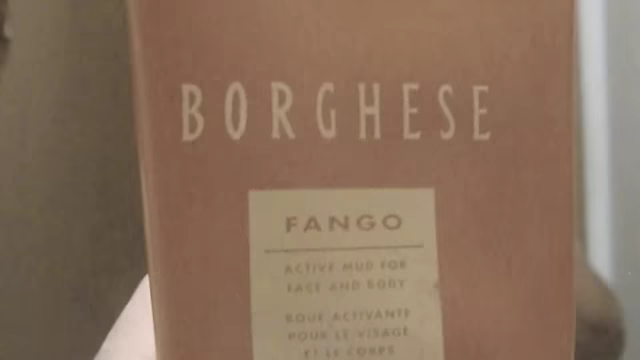 BORGHESE
FANGO
ACTIVE MUD FOR
FACE AND BODY
BOUE ACTIVANTE
POUR LE VISAGE
ET LE CORPS